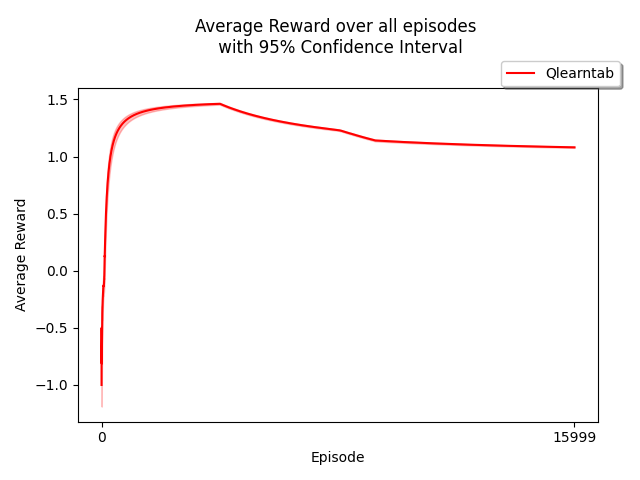 Average Reward over all episodes
with 95% Confidence Interval
Qlearntab
1.5
1.0
0.5
0.0
−0.5
−1.0
Average Reward
0
15999
Episode